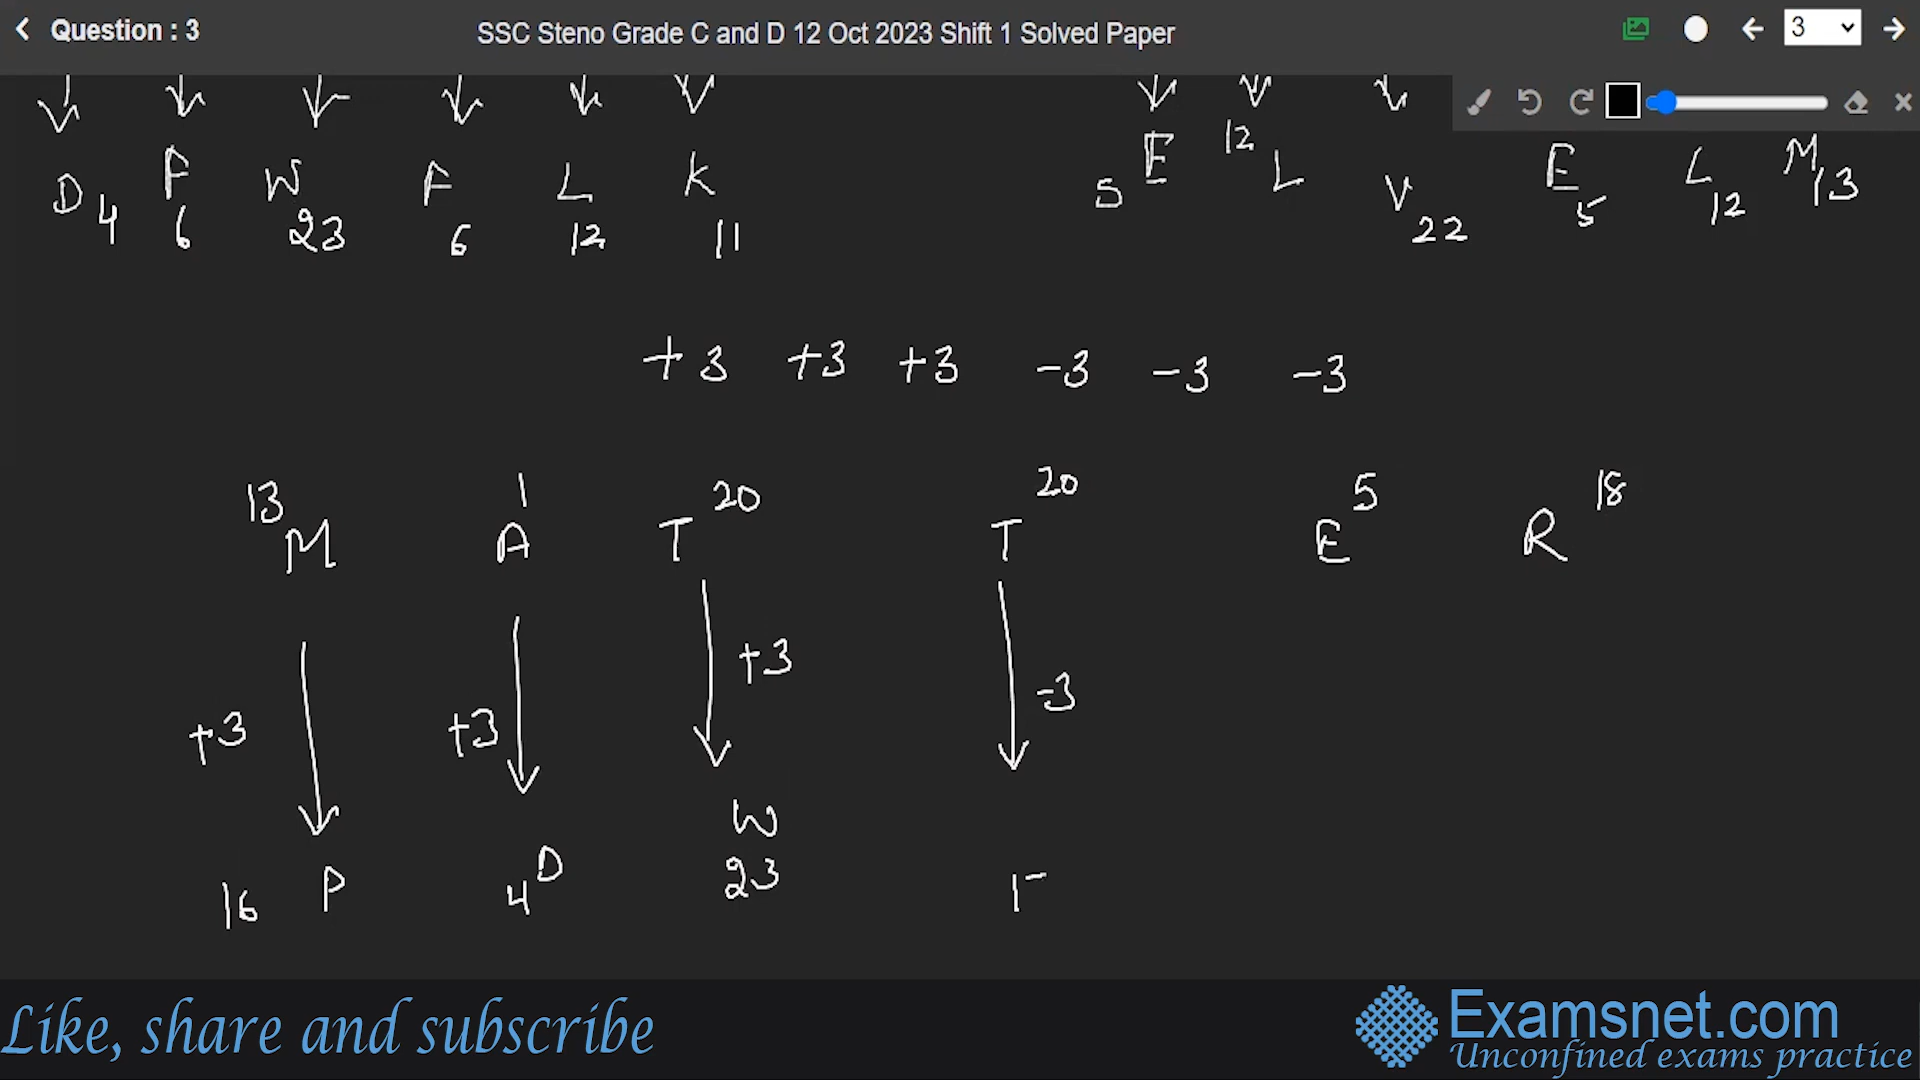 Question : 3
SSC Steno Grade C and D 12 Oct 2023 Shift 1 Solved Paper
3
D F W F L K
4 6 23 6 12 11
E 12 L V E L M
5 22 5 12 13
+3 +3 +3 -3 -3 -3
13 1 20 20 5 18
M A T T E R
+3 +3 +3 -3
P D W
16 4 23 1
Like, share and subscribe
Examsnet.com
Unconfined exams practice